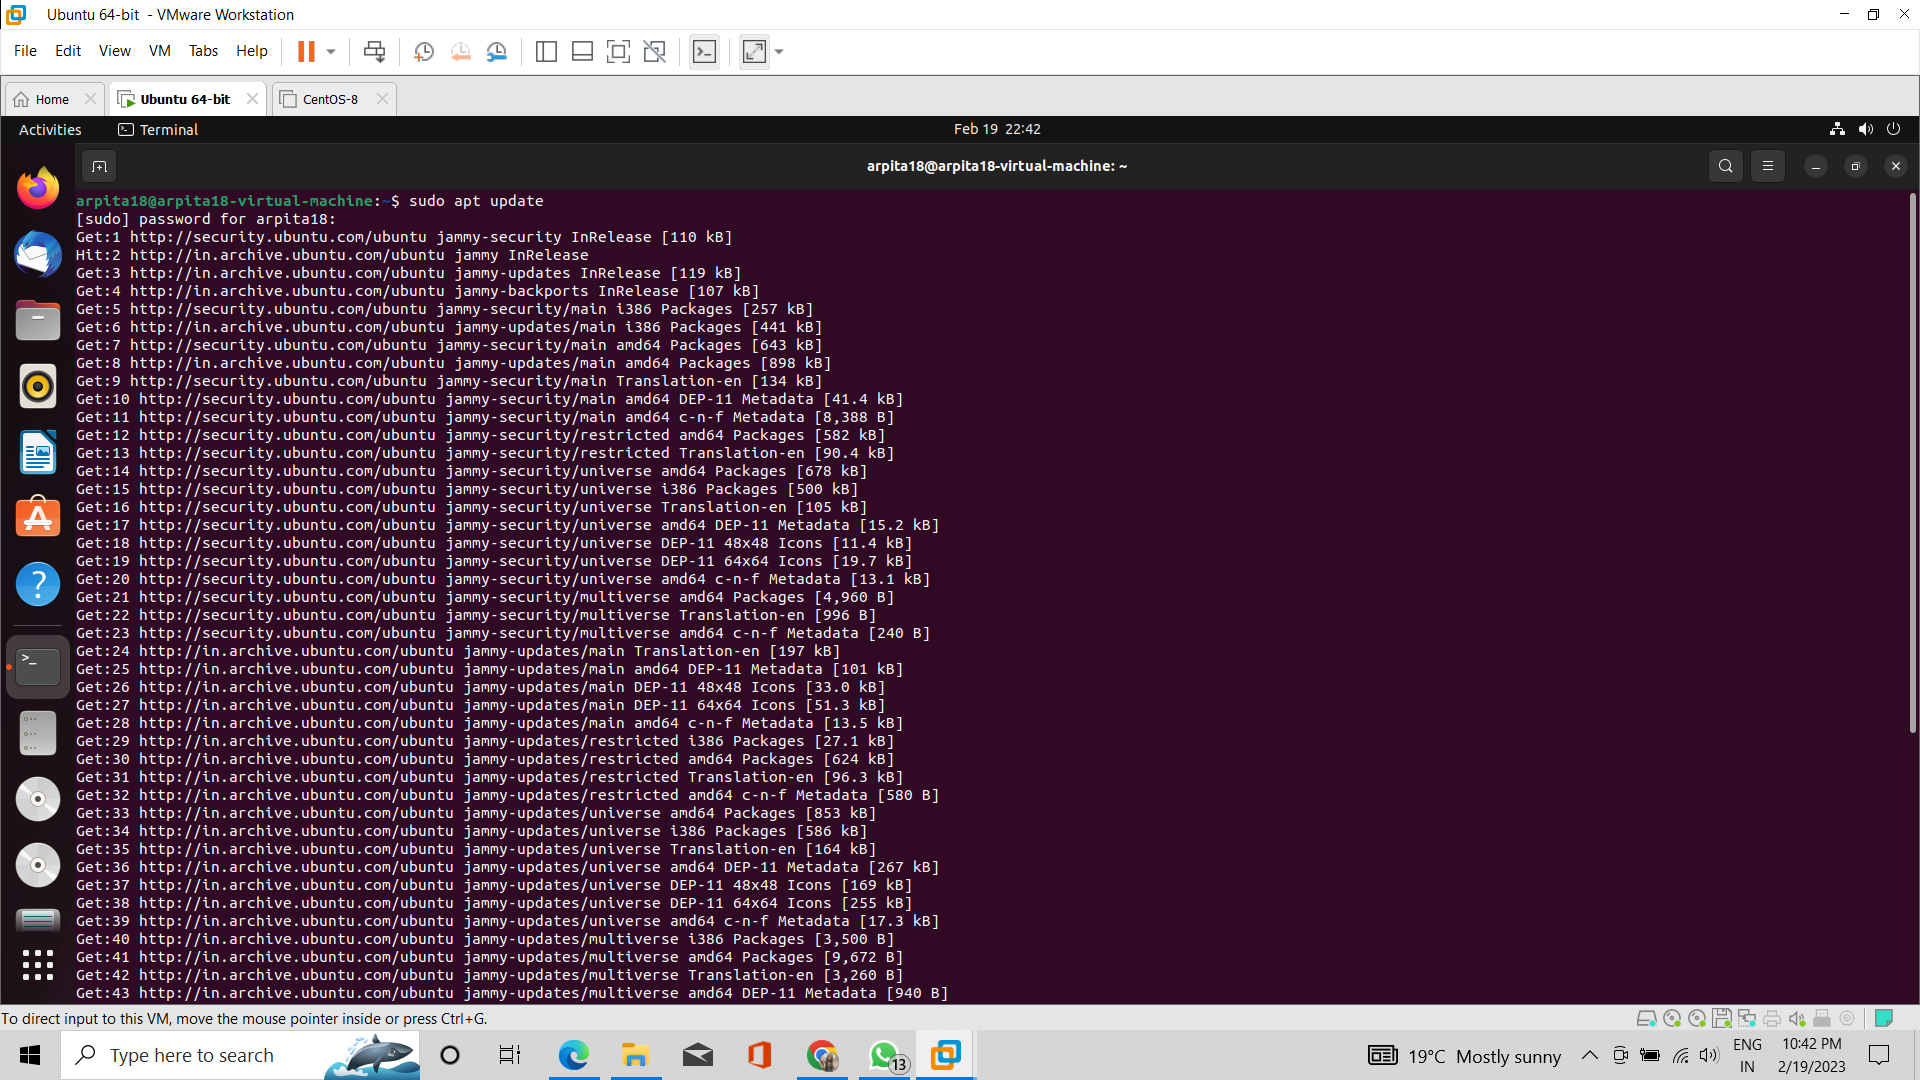 Ubuntu 64-bit - VMware Workstation
File Edit View VM Tabs Help
Home Ubuntu 64-bit CentOS-8
Activities Terminal Feb 19 22:42
arpita18@arpita18-virtual-machine: ~
arpita18@arpita18-virtual-machine:~$ sudo apt update
[sudo] password for arpita18:
Get:1 http://security.ubuntu.com/ubuntu jammy-security InRelease [110 kB]
Hit:2 http://in.archive.ubuntu.com/ubuntu jammy InRelease
Get:3 http://in.archive.ubuntu.com/ubuntu jammy-updates InRelease [119 kB]
Get:4 http://in.archive.ubuntu.com/ubuntu jammy-backports InRelease [107 kB]
Get:5 http://security.ubuntu.com/ubuntu jammy-security/main i386 Packages [257 kB]
Get:6 http://in.archive.ubuntu.com/ubuntu jammy-updates/main i386 Packages [441 kB]
Get:7 http://security.ubuntu.com/ubuntu jammy-security/main amd64 Packages [643 kB]
Get:8 http://in.archive.ubuntu.com/ubuntu jammy-updates/main amd64 Packages [898 kB]
Get:9 http://security.ubuntu.com/ubuntu jammy-security/main Translation-en [134 kB]
Get:10 http://security.ubuntu.com/ubuntu jammy-security/main amd64 DEP-11 Metadata [41.4 kB]
Get:11 http://security.ubuntu.com/ubuntu jammy-security/main amd64 c-n-f Metadata [8,388 B]
Get:12 http://security.ubuntu.com/ubuntu jammy-security/restricted amd64 Packages [582 kB]
Get:13 http://security.ubuntu.com/ubuntu jammy-security/restricted Translation-en [90.4 kB]
Get:14 http://security.ubuntu.com/ubuntu jammy-security/universe amd64 Packages [678 kB]
Get:15 http://security.ubuntu.com/ubuntu jammy-security/universe i386 Packages [500 kB]
Get:16 http://security.ubuntu.com/ubuntu jammy-security/universe Translation-en [105 kB]
Get:17 http://security.ubuntu.com/ubuntu jammy-security/universe amd64 DEP-11 Metadata [15.2 kB]
Get:18 http://security.ubuntu.com/ubuntu jammy-security/universe DEP-11 48x48 Icons [11.4 kB]
Get:19 http://security.ubuntu.com/ubuntu jammy-security/universe DEP-11 64x64 Icons [19.7 kB]
Get:20 http://security.ubuntu.com/ubuntu jammy-security/universe amd64 c-n-f Metadata [13.1 kB]
Get:21 http://security.ubuntu.com/ubuntu jammy-security/multiverse amd64 Packages [4,960 B]
Get:22 http://security.ubuntu.com/ubuntu jammy-security/multiverse Translation-en [996 B]
Get:23 http://security.ubuntu.com/ubuntu jammy-security/multiverse amd64 c-n-f Metadata [240 B]
Get:24 http://in.archive.ubuntu.com/ubuntu jammy-updates/main Translation-en [197 kB]
Get:25 http://in.archive.ubuntu.com/ubuntu jammy-updates/main amd64 DEP-11 Metadata [101 kB]
Get:26 http://in.archive.ubuntu.com/ubuntu jammy-updates/main DEP-11 48x48 Icons [33.0 kB]
Get:27 http://in.archive.ubuntu.com/ubuntu jammy-updates/main DEP-11 64x64 Icons [51.3 kB]
Get:28 http://in.archive.ubuntu.com/ubuntu jammy-updates/main amd64 c-n-f Metadata [13.5 kB]
Get:29 http://in.archive.ubuntu.com/ubuntu jammy-updates/restricted i386 Packages [27.1 kB]
Get:30 http://in.archive.ubuntu.com/ubuntu jammy-updates/restricted amd64 Packages [624 kB]
Get:31 http://in.archive.ubuntu.com/ubuntu jammy-updates/restricted Translation-en [96.3 kB]
Get:32 http://in.archive.ubuntu.com/ubuntu jammy-updates/restricted amd64 c-n-f Metadata [580 B]
Get:33 http://in.archive.ubuntu.com/ubuntu jammy-updates/universe amd64 Packages [853 kB]
Get:34 http://in.archive.ubuntu.com/ubuntu jammy-updates/universe i386 Packages [586 kB]
Get:35 http://in.archive.ubuntu.com/ubuntu jammy-updates/universe Translation-en [164 kB]
Get:36 http://in.archive.ubuntu.com/ubuntu jammy-updates/universe amd64 DEP-11 Metadata [267 kB]
Get:37 http://in.archive.ubuntu.com/ubuntu jammy-updates/universe DEP-11 48x48 Icons [169 kB]
Get:38 http://in.archive.ubuntu.com/ubuntu jammy-updates/universe DEP-11 64x64 Icons [255 kB]
Get:39 http://in.archive.ubuntu.com/ubuntu jammy-updates/universe amd64 c-n-f Metadata [17.3 kB]
Get:40 http://in.archive.ubuntu.com/ubuntu jammy-updates/multiverse i386 Packages [3,500 B]
Get:41 http://in.archive.ubuntu.com/ubuntu jammy-updates/multiverse amd64 Packages [9,672 B]
Get:42 http://in.archive.ubuntu.com/ubuntu jammy-updates/multiverse Translation-en [3,260 B]
Get:43 http://in.archive.ubuntu.com/ubuntu jammy-updates/multiverse amd64 DEP-11 Metadata [940 B]
To direct input to this VM, move the mouse pointer inside or press Ctrl+G.
Type here to search 13 19°C Mostly sunny ENG 10:42 PM
IN 2/19/2023